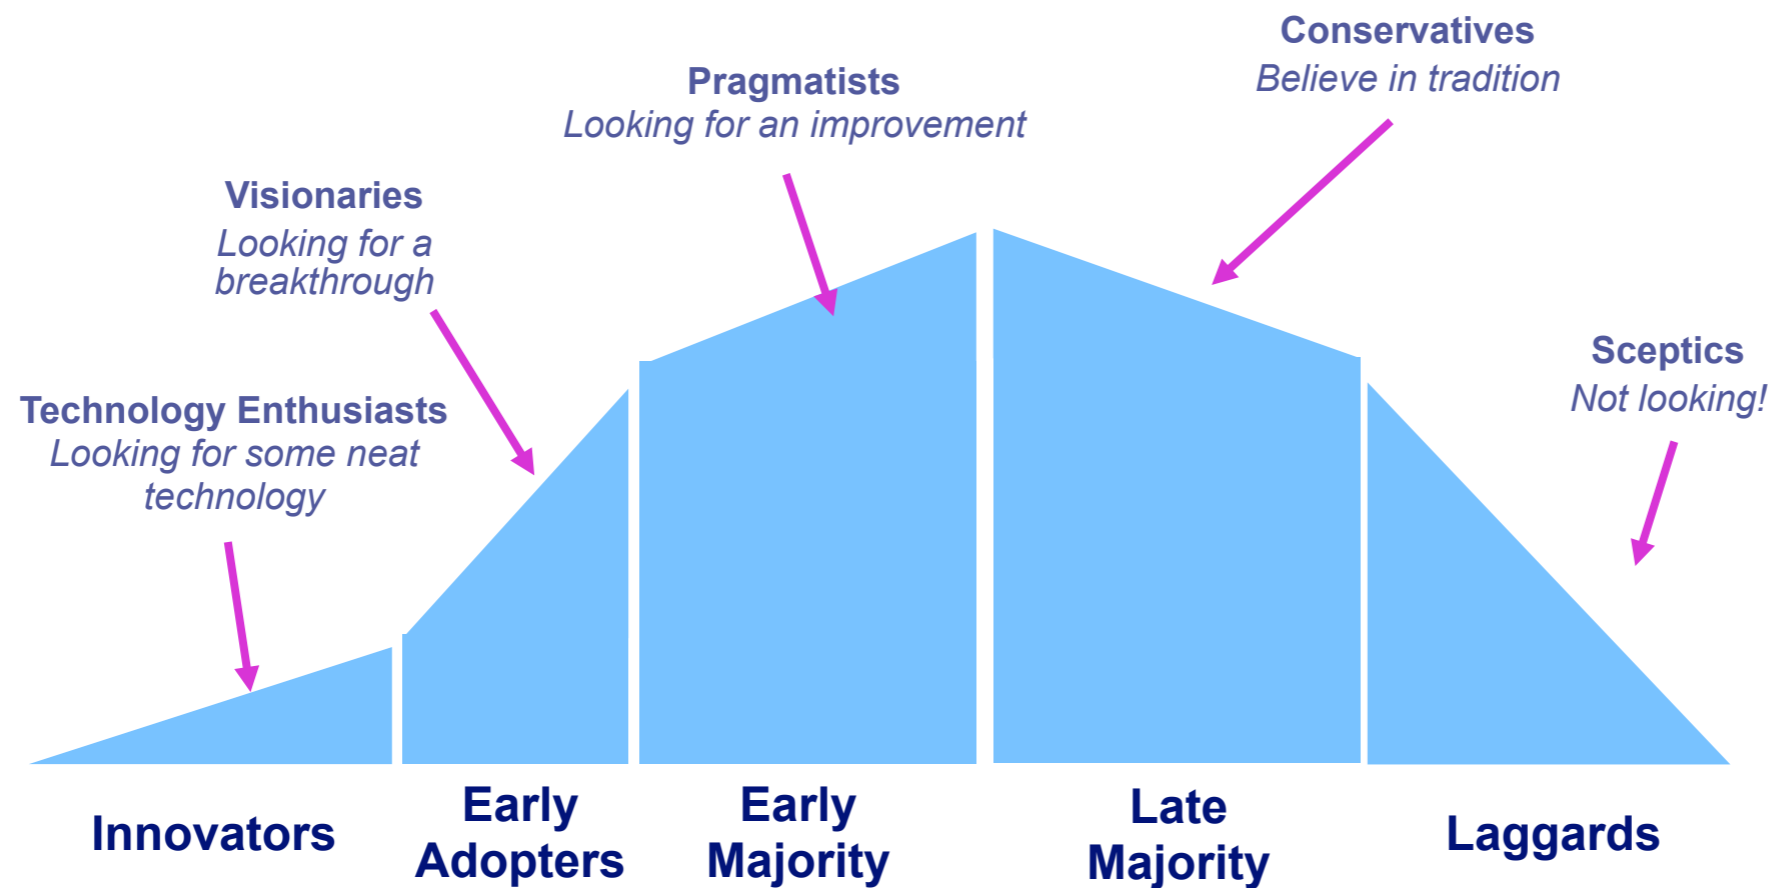 Technology Enthusiasts
Looking for some neat
technology
Visionaries
Looking for a
breakthrough
Pragmatists
Looking for an improvement
Conservatives
Believe in tradition
Sceptics
Not looking!
Innovators
Early
Adopters
Early
Majority
Late
Majority
Laggards